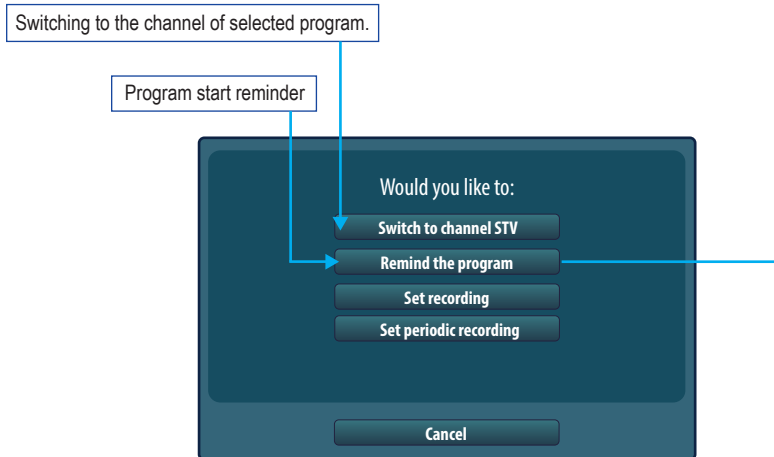 Switching to the channel of selected program.
Program start reminder
Would you like to:
Switch to channel STV
Remind the program
Set recording
Set periodic recording
Cancel